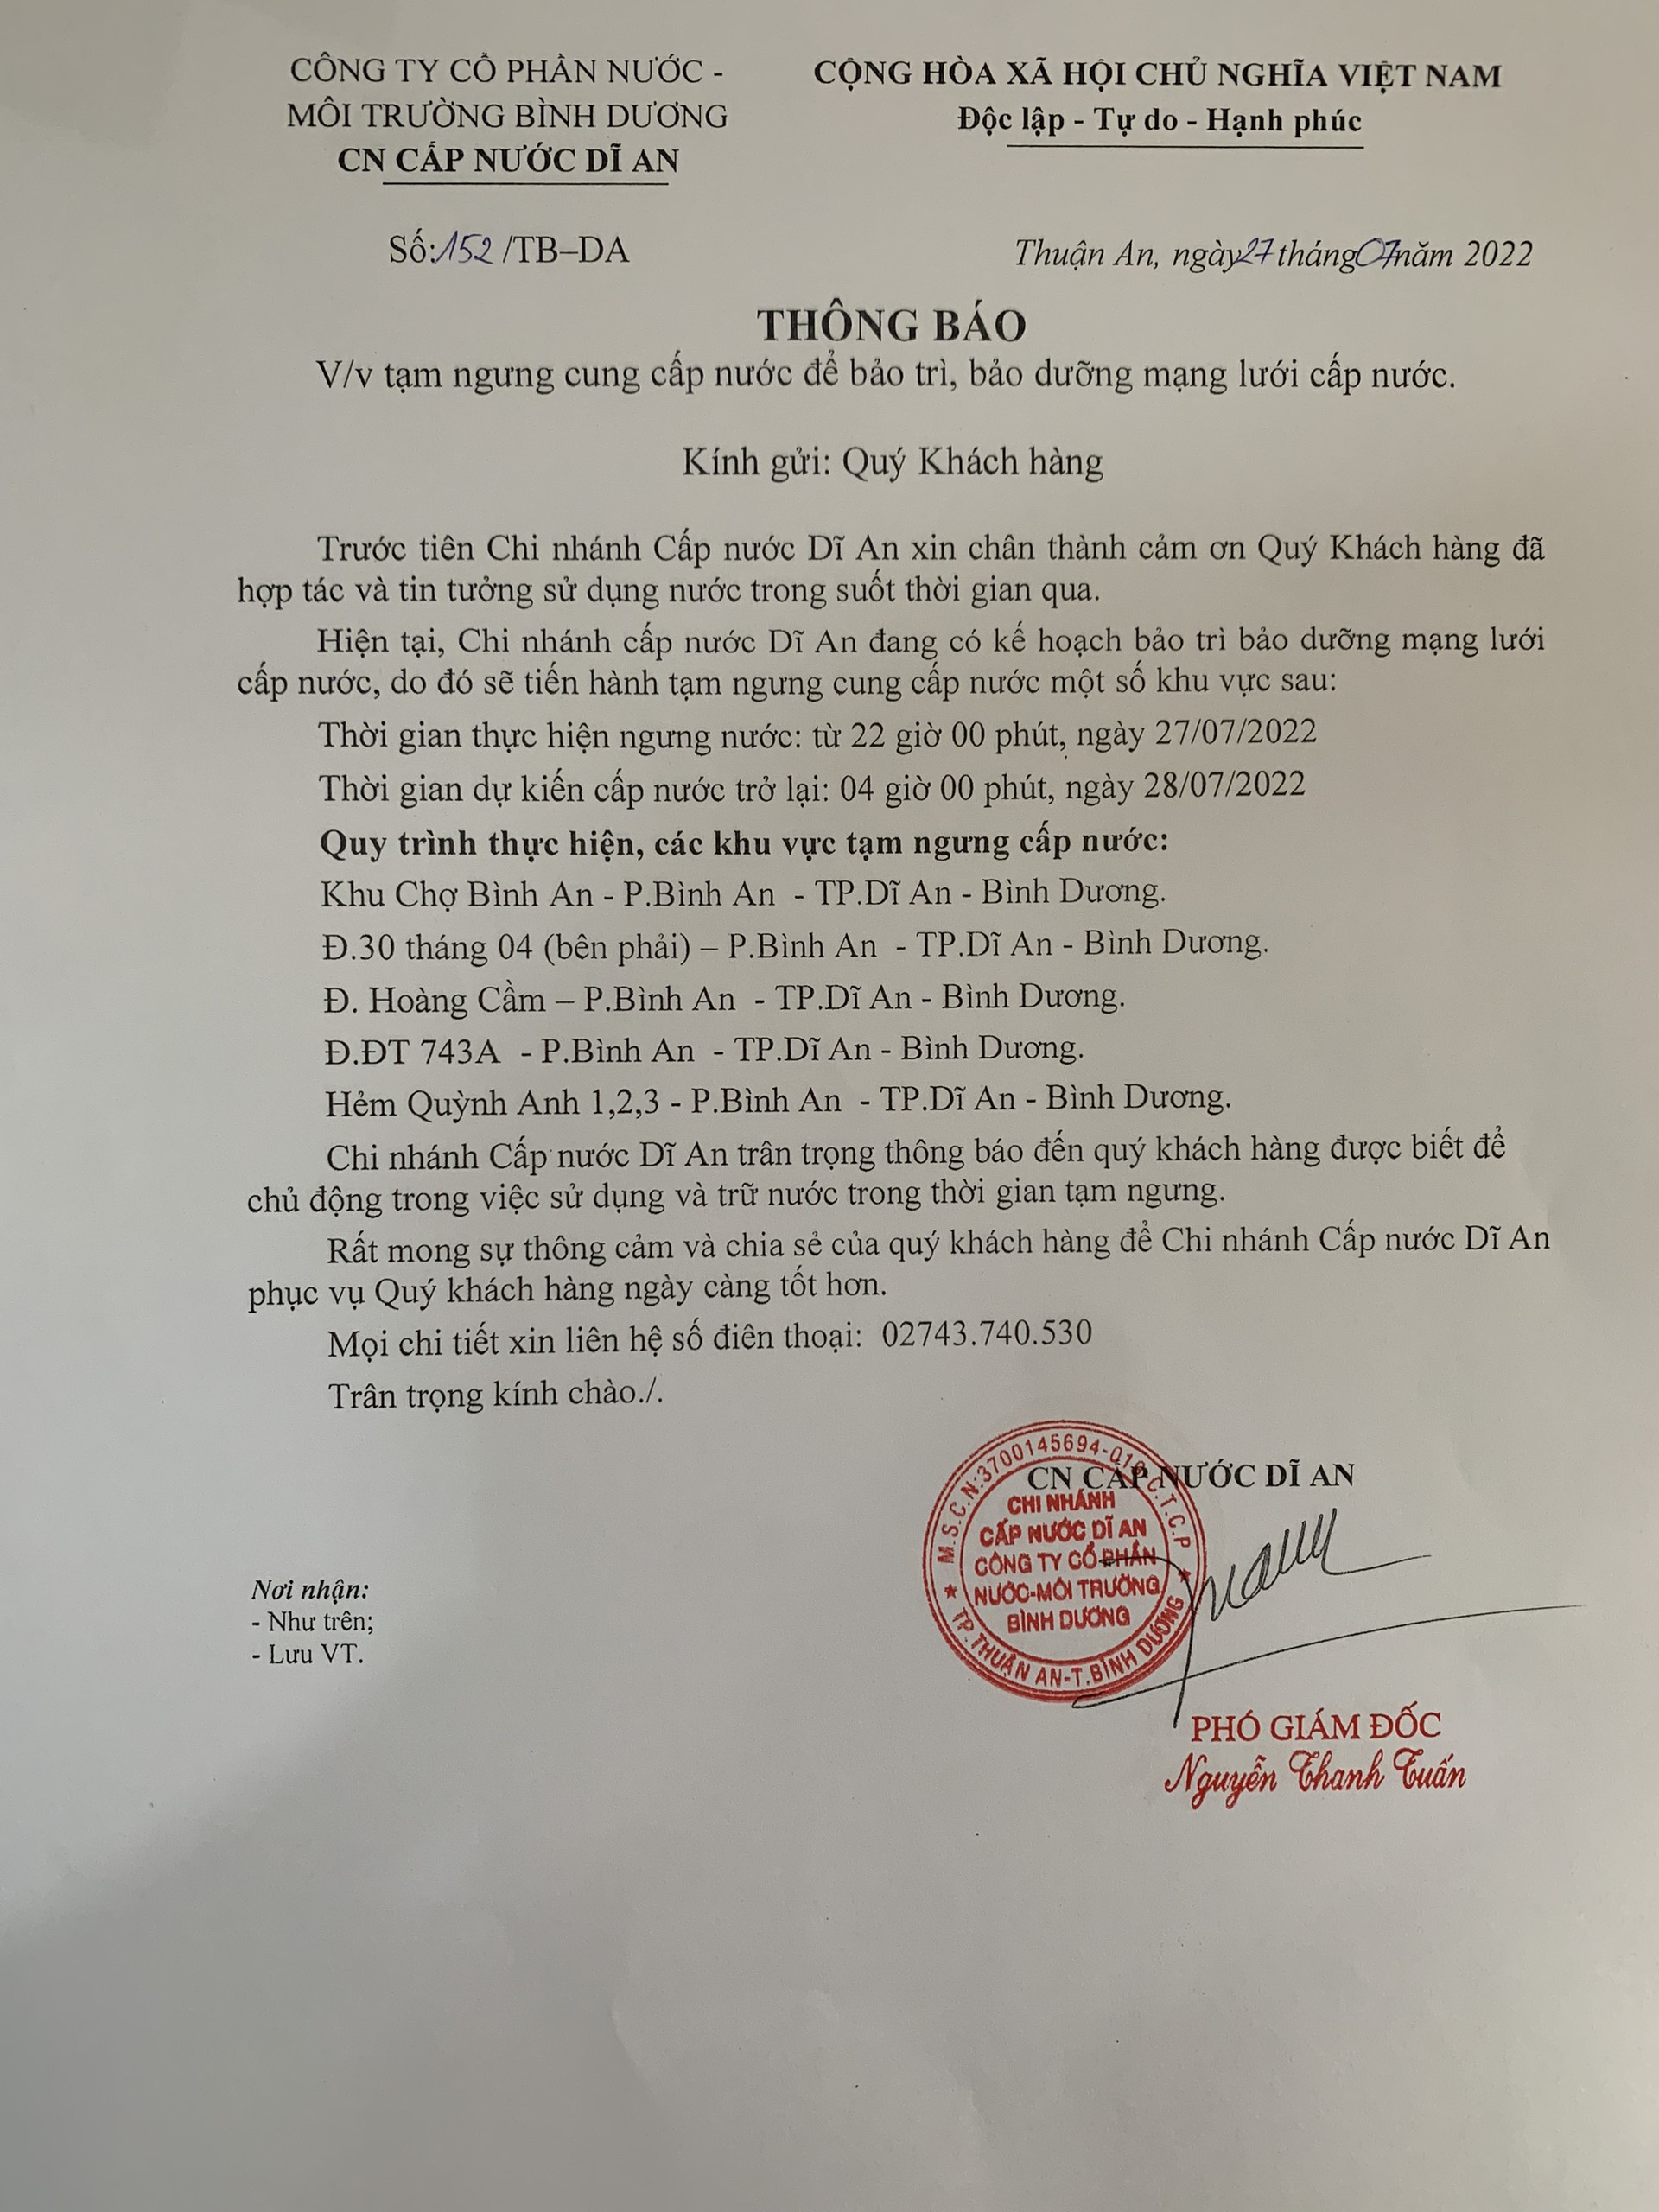 CÔNG TY CỔ PHẦN NƯỚC -
MÔI TRƯỜNG BÌNH DƯƠNG
CN CẤP NƯỚC DĨ AN
CỘNG HÒA XÃ HỘI CHỦ NGHĨA VIỆT NAM
Độc lập - Tự do - Hạnh phúc
Số:152/TB–DA
Thuận An, ngày27tháng07năm 2022
THÔNG BÁO
V/v tạm ngưng cung cấp nước để bảo trì, bảo dưỡng mạng lưới cấp nước.
Kính gửi: Quý Khách hàng
Trước tiên Chi nhánh Cấp nước Dĩ An xin chân thành cảm ơn Quý Khách hàng đã
hợp tác và tin tưởng sử dụng nước trong suốt thời gian qua.
Hiện tại, Chi nhánh cấp nước Dĩ An đang có kế hoạch bảo trì bảo dưỡng mạng lưới
cấp nước, do đó sẽ tiến hành tạm ngưng cung cấp nước một số khu vực sau:
Thời gian thực hiện ngưng nước: từ 22 giờ 00 phút, ngày 27/07/2022
Thời gian dự kiến cấp nước trở lại: 04 giờ 00 phút, ngày 28/07/2022
Quy trình thực hiện, các khu vực tạm ngưng cấp nước:
Khu Chợ Bình An - P.Bình An - TP.Dĩ An - Bình Dương.
Đ.30 tháng 04 (bên phải) – P.Bình An - TP.Dĩ An - Bình Dương.
Đ. Hoàng Cầm – P.Bình An - TP.Dĩ An - Bình Dương.
Đ.ĐT 743A - P.Bình An - TP.Dĩ An - Bình Dương.
Hẻm Quỳnh Anh 1,2,3 - P.Bình An - TP.Dĩ An - Bình Dương.
Chi nhánh Cấp nước Dĩ An trân trọng thông báo đến quý khách hàng được biết để
chủ động trong việc sử dụng và trữ nước trong thời gian tạm ngưng.
Rất mong sự thông cảm và chia sẻ của quý khách hàng để Chi nhánh Cấp nước Dĩ An
phục vụ Quý khách hàng ngày càng tốt hơn.
Mọi chi tiết xin liên hệ số điên thoại: 02743.740.530
Trân trọng kính chào./.
CN CẤP NƯỚC DĨ AN
M.S.C.N:3700145694-010-C.T.C.P
CHI NHÁNH
CẤP NƯỚC DĨ AN
CÔNG TY CỔ PHẦN
NƯỚC-MÔI TRƯỜNG
BÌNH DƯƠNG
TP.THUẬN AN-T.BÌNH DƯƠNG
Nơi nhận:
- Như trên;
- Lưu VT.
PHÓ GIÁM ĐỐC
Nguyễn Thanh Tuấn